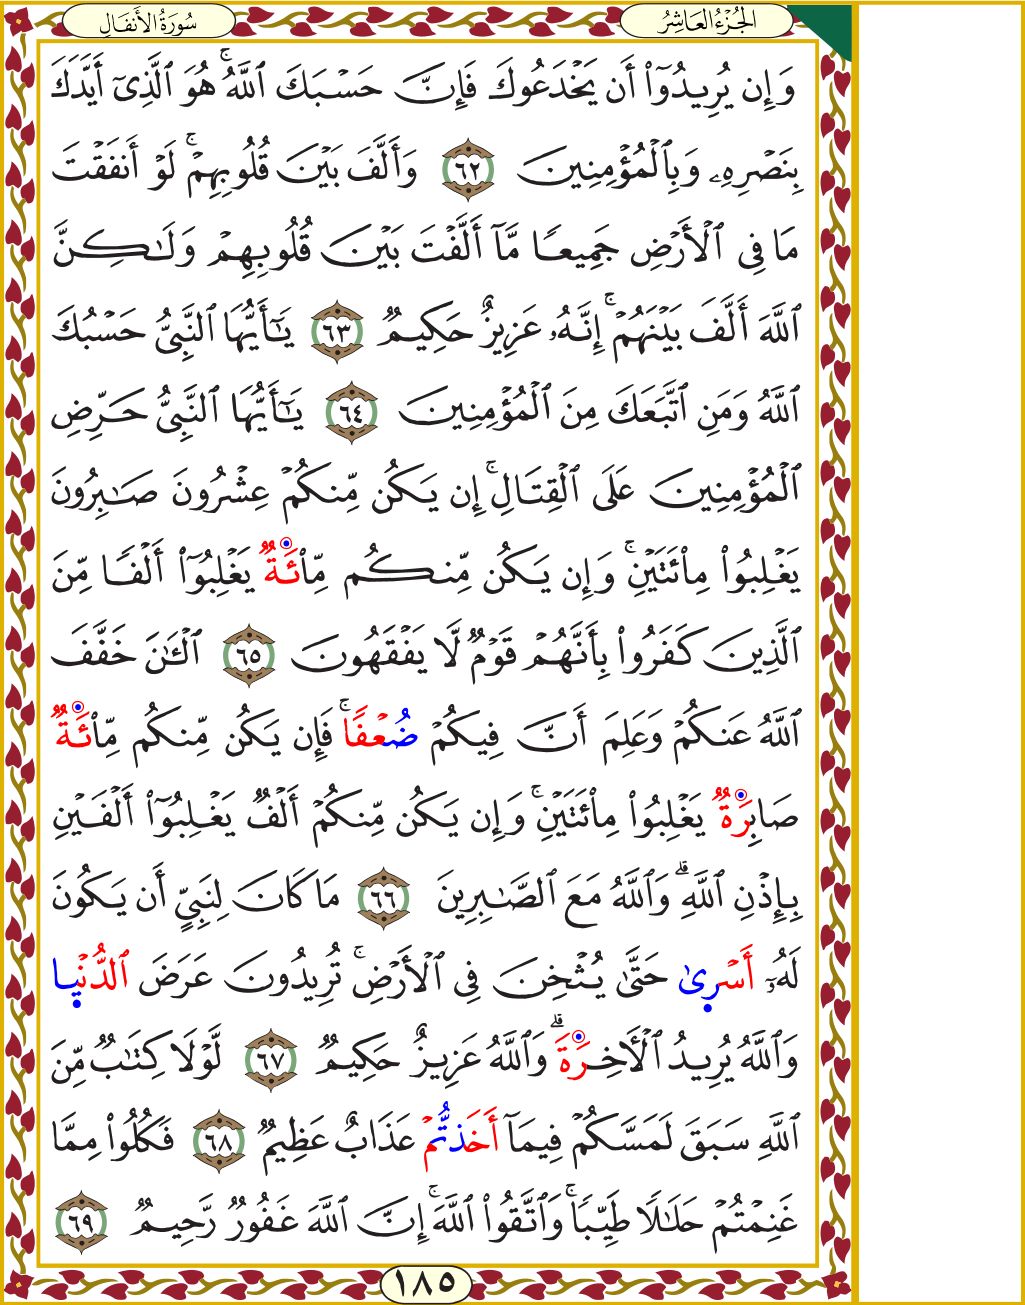 الجُزْءُ العَاشِرُ
سُورَةُ الأَنفَالِ
وَإِن يُرِيدُوٓا۟ أَن يَخْدَعُوكَ فَإِنَّ حَسْبَكَ ٱللَّهُ ۚ هُوَ ٱلَّذِىٓ أَيَّدَكَ
بِنَصْرِهِۦ وَبِٱلْمُؤْمِنِينَ ٦٢ وَأَلَّفَ بَيْنَ قُلُوبِهِمْ ۚ لَوْ أَنفَقْتَ
مَا فِى ٱلْأَرْضِ جَمِيعًا مَّآ أَلَّفْتَ بَيْنَ قُلُوبِهِمْ وَلَـٰكِنَّ
ٱللَّهَ أَلَّفَ بَيْنَهُمْ ۚ إِنَّهُۥ عَزِيزٌ حَكِيمٌ ٦٣ يَـٰٓأَيُّهَا ٱلنَّبِىُّ حَسْبُكَ
ٱللَّهُ وَمَنِ ٱتَّبَعَكَ مِنَ ٱلْمُؤْمِنِينَ ٦٤ يَـٰٓأَيُّهَا ٱلنَّبِىُّ حَرِّضِ
ٱلْمُؤْمِنِينَ عَلَى ٱلْقِتَالِ ۚ إِن يَكُن مِّنكُمْ عِشْرُونَ صَـٰبِرُونَ
يَغْلِبُوا۟ مِا۟ئَتَيْنِ ۚ وَإِن يَكُن مِّنكُم مِّا۟ئَةٌ يَغْلِبُوٓا۟ أَلْفًا مِّنَ
ٱلَّذِينَ كَفَرُوا۟ بِأَنَّهُمْ قَوْمٌ لَّا يَفْقَهُونَ ٦٥ ٱلْـَٔـٰنَ خَفَّفَ
ٱللَّهُ عَنكُمْ وَعَلِمَ أَنَّ فِيكُمْ ضُعْفًا ۚ فَإِن يَكُن مِّنكُم مِّا۟ئَةٌ
صَابِرَةٌ يَغْلِبُوا۟ مِا۟ئَتَيْنِ ۚ وَإِن يَكُن مِّنكُمْ أَلْفٌ يَغْلِبُوٓا۟ أَلْفَيْنِ
بِإِذْنِ ٱللَّهِ ۗ وَٱللَّهُ مَعَ ٱلصَّـٰبِرِينَ ٦٦ مَا كَانَ لِنَبِىٍّ أَن يَكُونَ
لَهُۥٓ أَسْرِىٰ حَتَّىٰ يُثْخِنَ فِى ٱلْأَرْضِ ۚ تُرِيدُونَ عَرَضَ ٱلدُّنْيِا
وَٱللَّهُ يُرِيدُ ٱلْأَخِرَةَ ۗ وَٱللَّهُ عَزِيزٌ حَكِيمٌ ٦٧ لَّوْلَا كِتَـٰبٌ مِّنَ
ٱللَّهِ سَبَقَ لَمَسَّكُمْ فِيمَآ أَخَذتُّمْ عَذَابٌ عَظِيمٌ ٦٨ فَكُلُوا۟ مِمَّا
غَنِمْتُمْ حَلَـٰلًا طَيِّبًا ۚ وَٱتَّقُوا۟ ٱللَّهَ ۚ إِنَّ ٱللَّهَ غَفُورٌ رَّحِيمٌ ٦٩
١٨٥